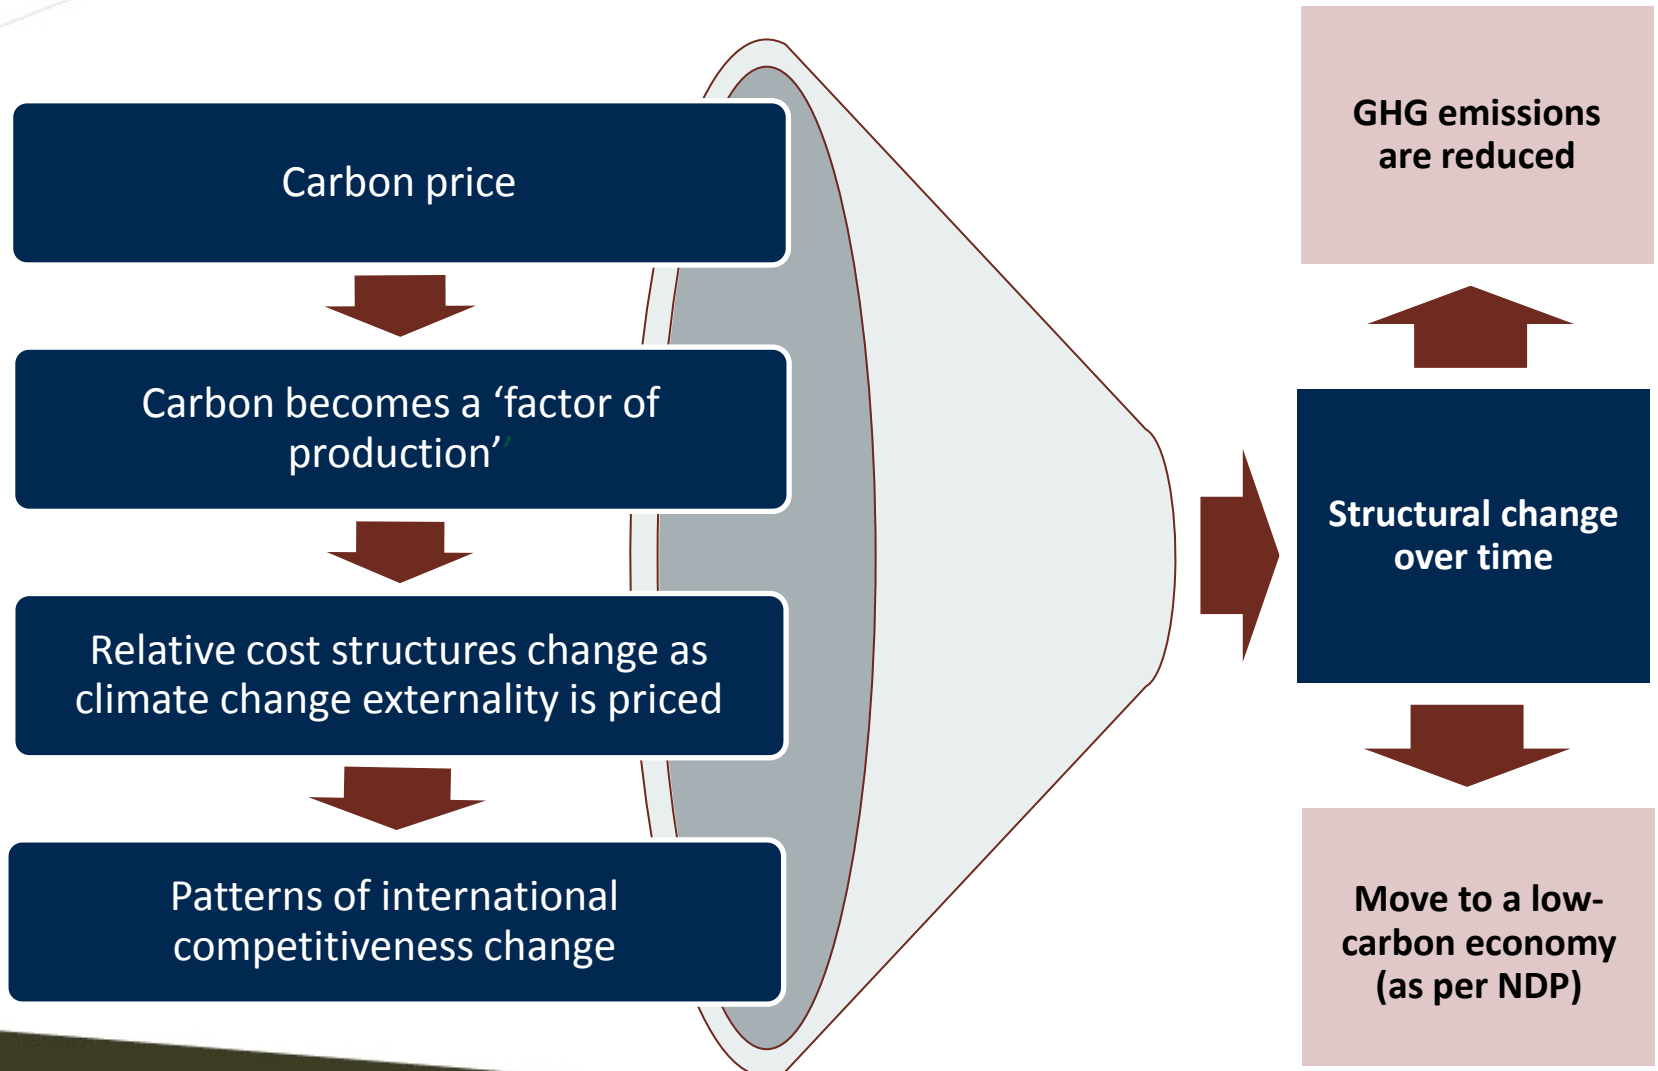 Carbon price
Carbon becomes a ‘factor of
production’’
Relative cost structures change as
climate change externality is priced
Patterns of international
competitiveness change
GHG emissions
are reduced
Structural change
over time
Move to a low-
carbon economy
(as per NDP)